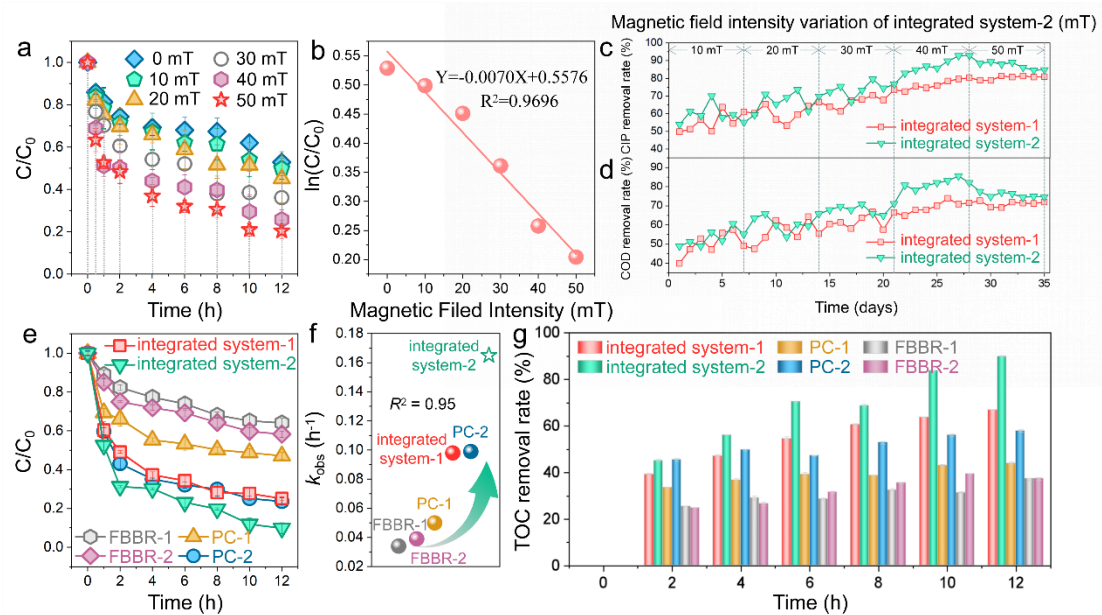 Magnetic field intensity variation of integrated system-2 (mT)
a
1.0
0.8
0.6
0.4
0.2
0.0
C/C0
0 mT
10 mT
20 mT
30 mT
40 mT
50 mT
0 2 4 6 8 10 12
Time (h)
b
0.55
0.50
0.45
0.40
0.35
0.30
0.25
0.20
ln(C/C0)
Y=-0.0070X+0.5576
R²=0.9696
0 10 20 30 40 50
Magnetic Filed Intensity (mT)
c
100
90
80
70
60
50
40
CIP removal rate (%)
10 mT
20 mT
30 mT
40 mT
50 mT
integrated system-1
integrated system-2
d
90
80
70
60
50
40
COD removal rate (%)
integrated system-1
integrated system-2
0 5 10 15 20 25 30 35
Time (days)
e
1.0
0.8
0.6
0.4
0.2
0.0
C/C0
integrated system-1
integrated system-2
FBBR-1
PC-1
FBBR-2
PC-2
0 2 4 6 8 10 12
Time (h)
f
0.18
0.16
0.14
0.12
0.10
0.08
0.06
0.04
0.02
kobs (h-1)
integrated
system-2
R² = 0.95
integrated
system-1
PC-2
PC-1
FBBR-1
FBBR-2
g
100
80
60
40
20
0
TOC removal rate (%)
integrated system-1
PC-1
FBBR-1
integrated system-2
PC-2
FBBR-2
0 2 4 6 8 10 12
Time (h)